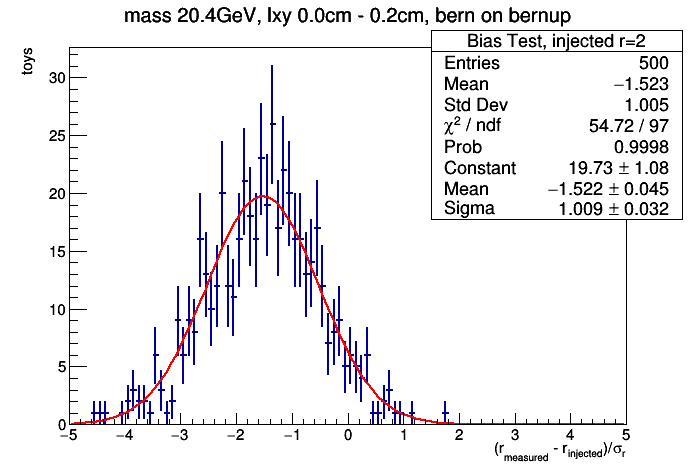 mass 20.4GeV, lxy 0.0cm - 0.2cm, bern on bernup
Bias Test, injected r=2
Entries 500
Mean −1.523
Std Dev 1.005
χ² / ndf 54.72 / 97
Prob 0.9998
Constant 19.73 ± 1.08
Mean −1.522 ± 0.045
Sigma 1.009 ± 0.032
toys
30
25
20
15
10
5
0
−5 −4 −3 −2 −1 0 1 2 3 4 5
(r_measured - r_injected)/σ_r